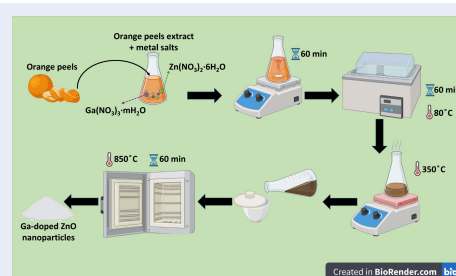 Orange peels extract
+ metal salts
Orange peels
Zn(NO₃)₂·6H₂O
Ga(NO₃)₃·mH₂O
60 min
60 min
80˚C
350˚C
850˚C
60 min
Ga-doped ZnO
nanoparticles
Created in BioRender.com
bio